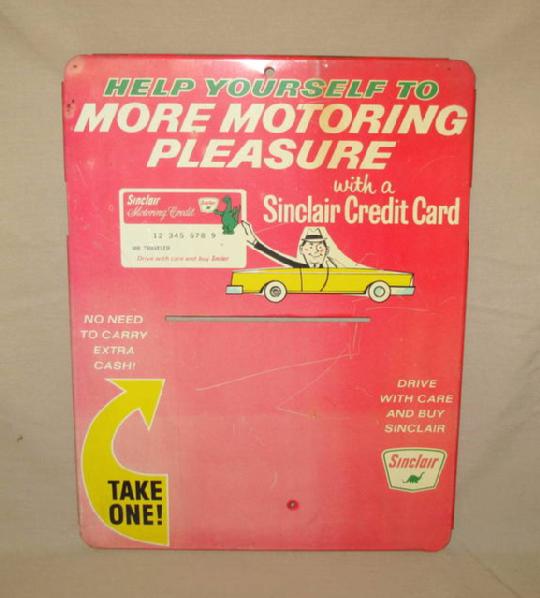 HELP YOURSELF TO
MORE MOTORING
PLEASURE
with a
Sinclair Credit Card
Sinclair
Motoring Credit
12 345 678 9
Drive with care and buy Sinclair
NO NEED
TO CARRY
EXTRA
CASH!
DRIVE
WITH CARE
AND BUY
SINCLAIR
Sinclair
TAKE
ONE!